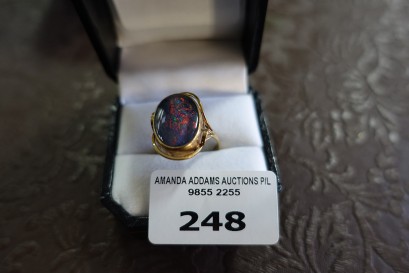 AMANDA ADDAMS AUCTIONS P/L
9855 2255
248